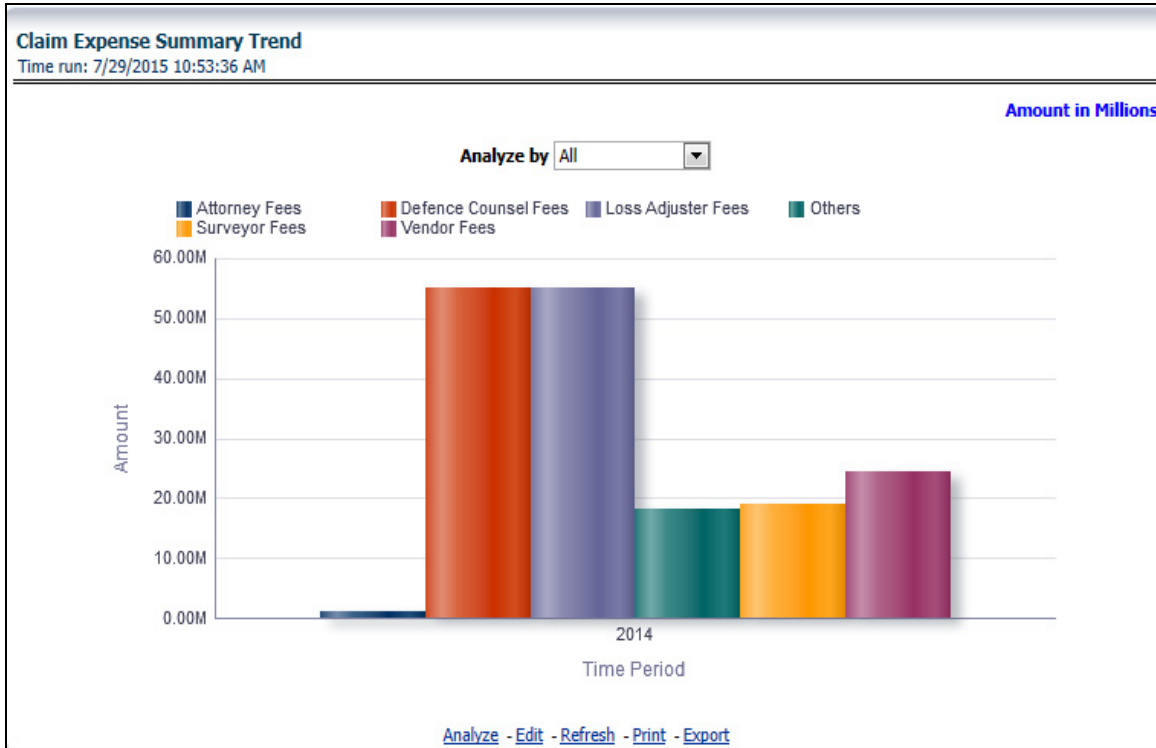 Claim Expense Summary Trend
Time run: 7/29/2015 10:53:36 AM
Amount in Millions
Analyze by All
Attorney Fees Defence Counsel Fees Loss Adjuster Fees Others
Surveyor Fees Vendor Fees
60.00M
50.00M
40.00M
30.00M
20.00M
10.00M
0.00M
Amount
2014
Time Period
Analyze - Edit - Refresh - Print - Export